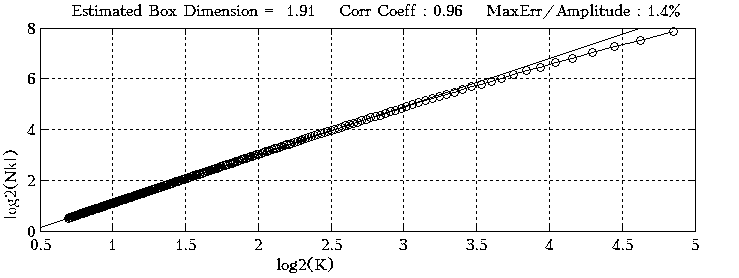 Estimated Box Dimension = 1.91 Corr Coeff : 0.96 MaxErr/Amplitude : 1.4%
8
6
4
2
0
log2(Nk)
0.5 1 1.5 2 2.5 3 3.5 4 4.5 5
log2(K)